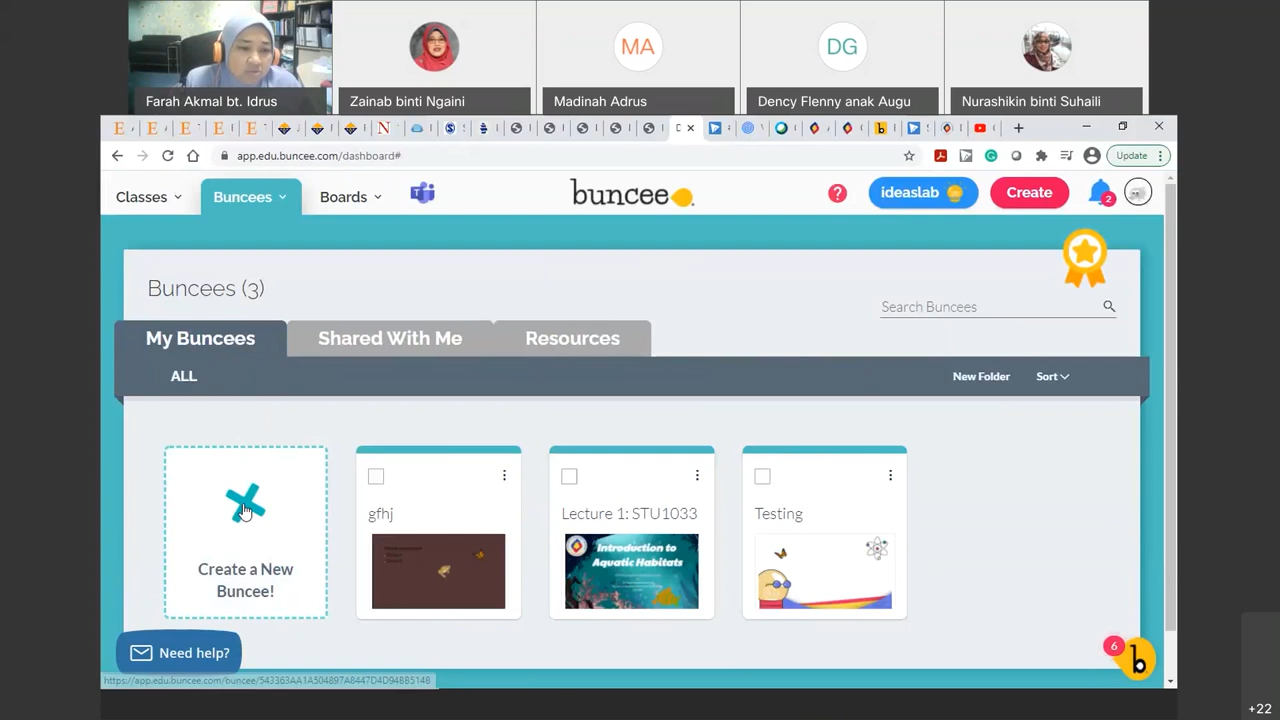 Farah Akmal bt. Idrus
Zainab binti Ngaini
MA
Madinah Adrus
DG
Dency Flenny anak Augu
Nurashikin binti Suhaili
app.edu.buncee.com/dashboard#
Update
Classes
Buncees
Boards
buncee
?
ideaslab
Create
2
Buncees (3)
Search Buncees
My Buncees
Shared With Me
Resources
ALL
New Folder
Sort
Create a New
Buncee!
gfhj
Lecture 1: STU1033
Introduction to
Aquatic Habitats
Testing
Need help?
6
b
https://app.edu.buncee.com/buncee/543363AA1A504897A8447D4D94BB5148
+22